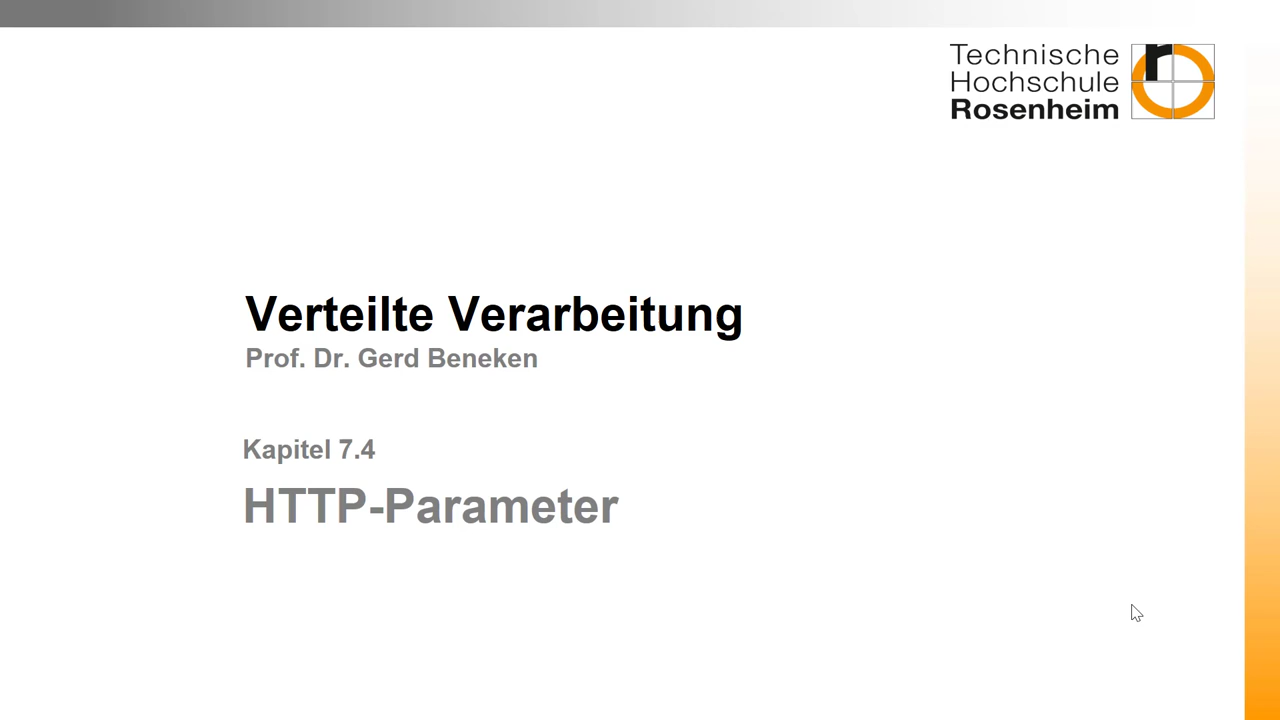 Technische
Hochschule
Rosenheim
Verteilte Verarbeitung
Prof. Dr. Gerd Beneken
Kapitel 7.4
HTTP-Parameter